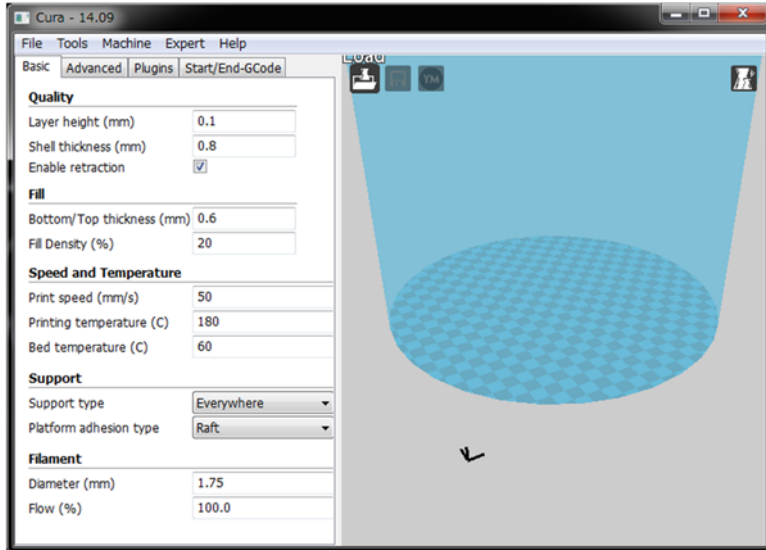 Cura - 14.09
File Tools Machine Expert Help
Basic Advanced Plugins Start/End-GCode
Load
YM
Quality
Layer height (mm) 0.1
Shell thickness (mm) 0.8
Enable retraction
Fill
Bottom/Top thickness (mm) 0.6
Fill Density (%) 20
Speed and Temperature
Print speed (mm/s) 50
Printing temperature (C) 180
Bed temperature (C) 60
Support
Support type Everywhere
Platform adhesion type Raft
Filament
Diameter (mm) 1.75
Flow (%) 100.0